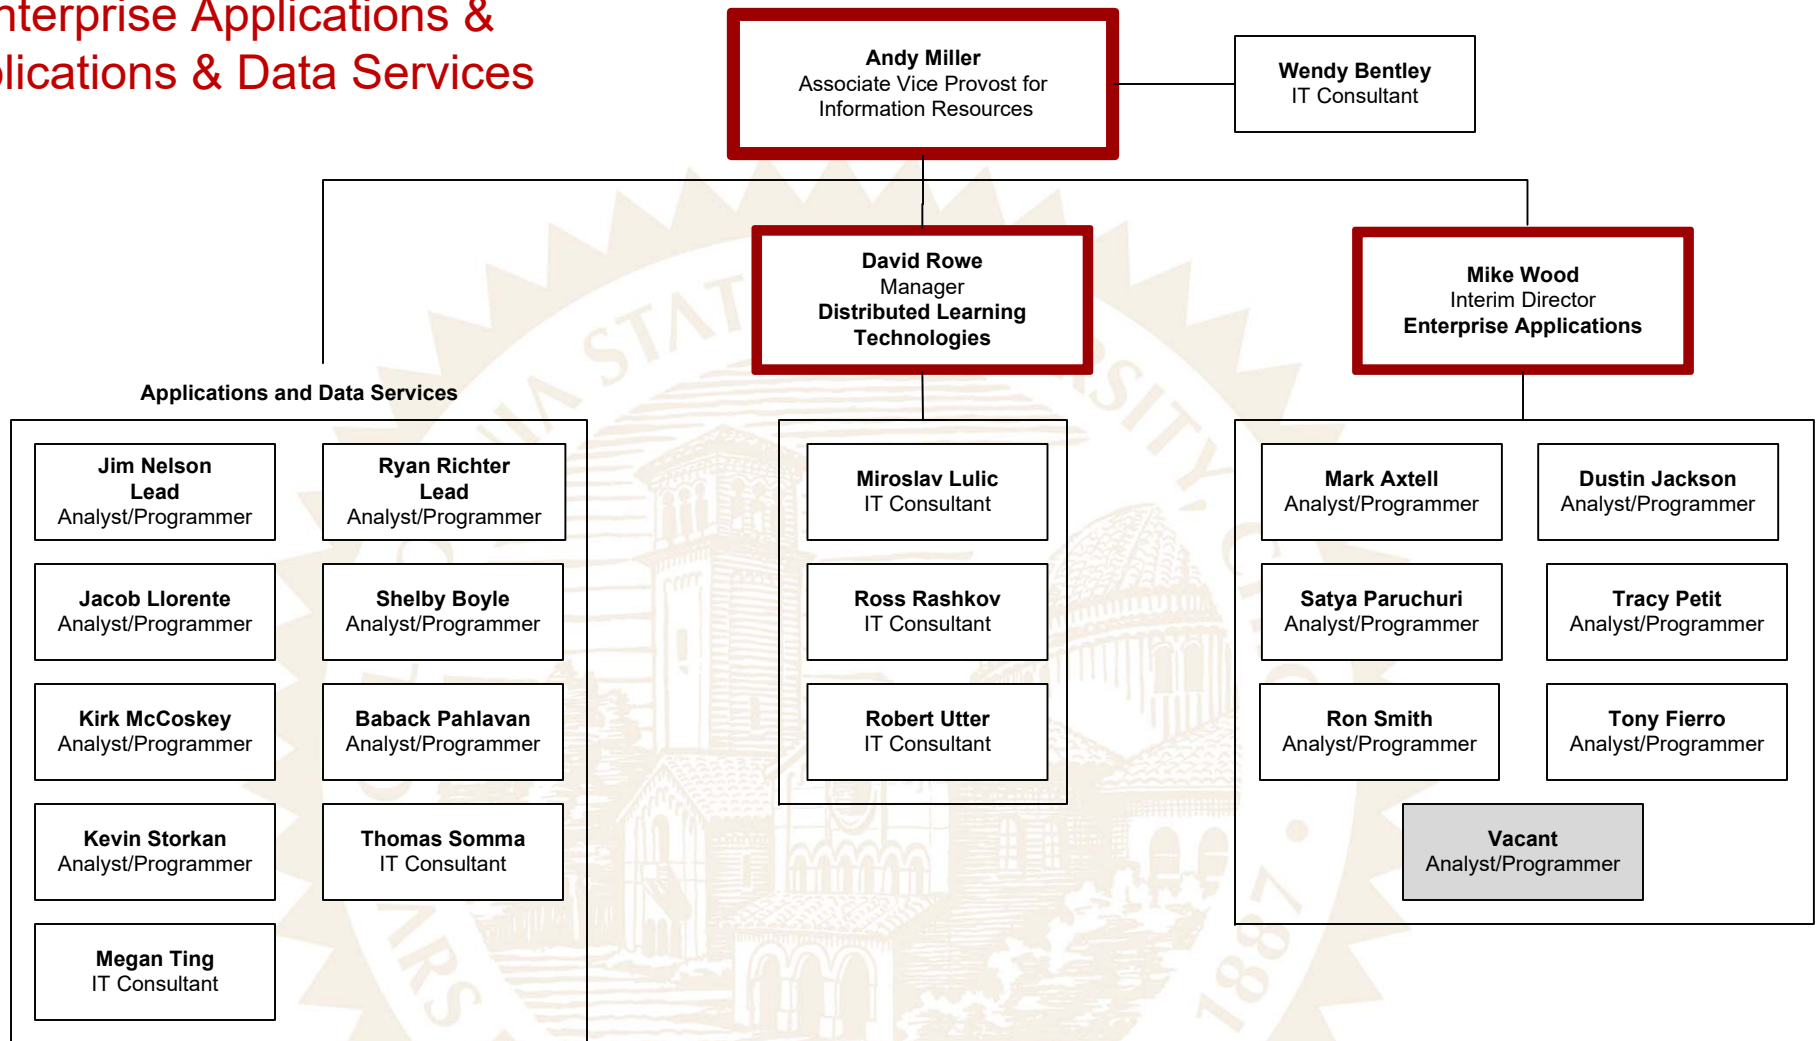 nterprise Applications &
plications & Data Services
Andy Miller
Associate Vice Provost for
Information Resources
Wendy Bentley
IT Consultant
David Rowe
Manager
Distributed Learning
Technologies
Mike Wood
Interim Director
Enterprise Applications
Applications and Data Services
Jim Nelson
Lead
Analyst/Programmer
Ryan Richter
Lead
Analyst/Programmer
Jacob Llorente
Analyst/Programmer
Shelby Boyle
Analyst/Programmer
Kirk McCoskey
Analyst/Programmer
Baback Pahlavan
Analyst/Programmer
Kevin Storkan
Analyst/Programmer
Thomas Somma
IT Consultant
Megan Ting
IT Consultant
Miroslav Lulic
IT Consultant
Ross Rashkov
IT Consultant
Robert Utter
IT Consultant
Mark Axtell
Analyst/Programmer
Dustin Jackson
Analyst/Programmer
Satya Paruchuri
Analyst/Programmer
Tracy Petit
Analyst/Programmer
Ron Smith
Analyst/Programmer
Tony Fierro
Analyst/Programmer
Vacant
Analyst/Programmer
1887